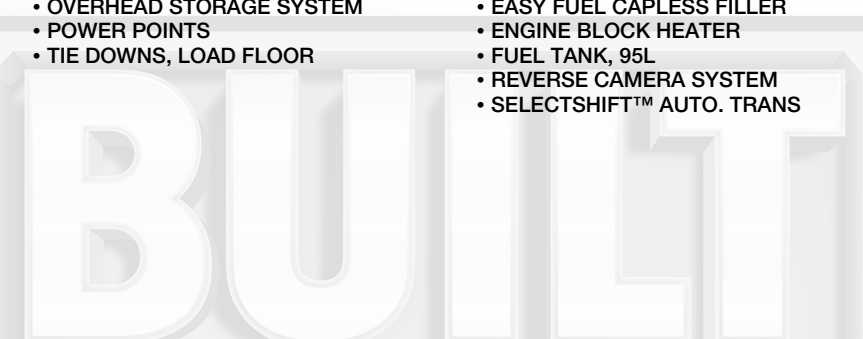 • OVERHEAD STORAGE SYSTEM
• POWER POINTS
• TIE DOWNS, LOAD FLOOR
• EASY FUEL CAPLESS FILLER
• ENGINE BLOCK HEATER
• FUEL TANK, 95L
• REVERSE CAMERA SYSTEM
• SELECTSHIFT™ AUTO. TRANS
BUILT